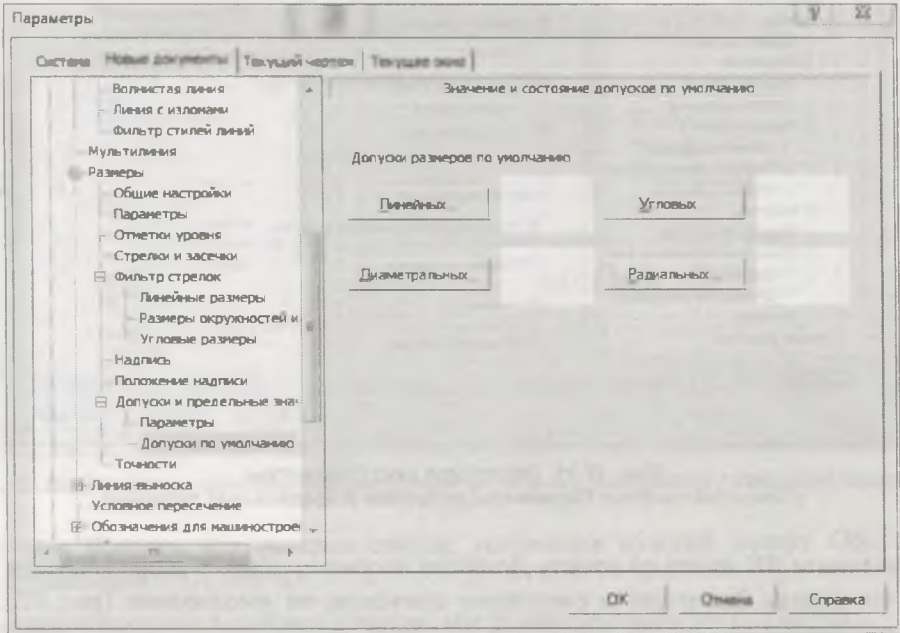 Параметры
Система Новые документы Текущий чертеж Текущее окно
Волнистая линия
Линия с изломами
Фильтр стилей линий
Мультилиния
Размеры
Общие настройки
Параметры
Отметки уровня
Стрелки и засечки
Фильтр стрелок
Линейные размеры
Размеры окружностей и
Угловые размеры
Надпись
Положение надписи
Допуски и предельные зна
Параметры
Допуски по умолчанию
Точности
Линия-выноска
Условное пересечение
Обозначения для машинострое
Значение и состояние допусков по умолчанию
Допуски размеров по умолчанию
Линейных... Угловых...
Диаметральных... Радиальных...
OK Отмена Справка